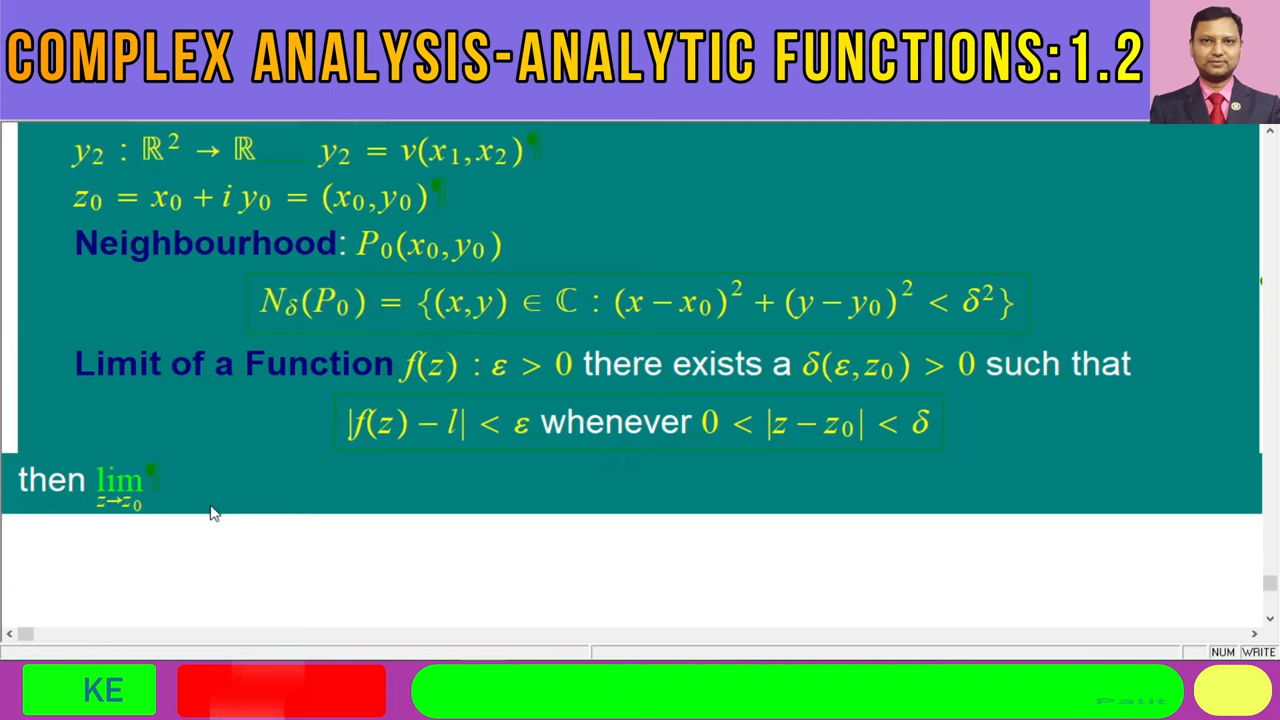 COMPLEX ANALYSIS-ANALYTIC FUNCTIONS:1.2
y₂ : ℝ² → ℝ y₂ = v(x₁,x₂)¶
z₀ = x₀ + i y₀ = (x₀,y₀)¶
Neighbourhood: P₀(x₀,y₀)
N_δ(P₀) = {(x,y) ∈ ℂ : (x − x₀)² + (y − y₀)² < δ²}
Limit of a Function f(z) : ε > 0 there exists a δ(ε,z₀) > 0 such that
|f(z) − l| < ε whenever 0 < |z − z₀| < δ
then lim¶
z→z₀
NUM WRITE
KE
Palit